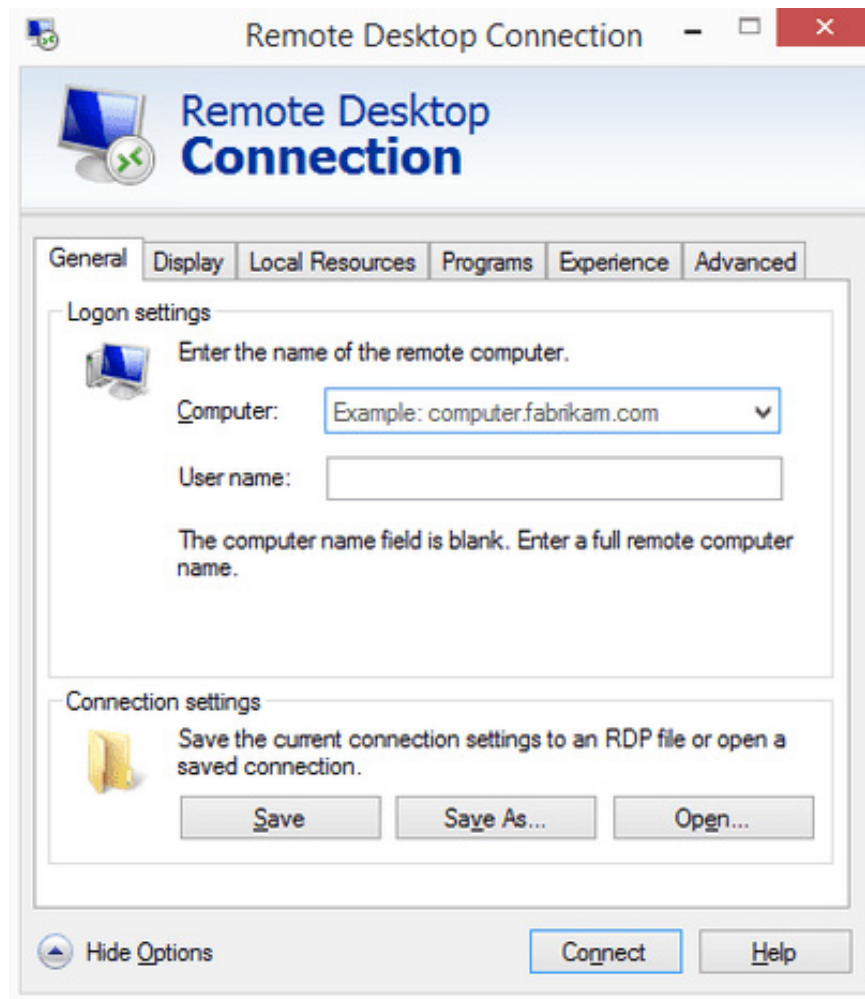 Remote Desktop Connection
Remote Desktop
Connection
General Display Local Resources Programs Experience Advanced
Logon settings
Enter the name of the remote computer.
Computer: Example: computer.fabrikam.com
User name:
The computer name field is blank. Enter a full remote computer
name.
Connection settings
Save the current connection settings to an RDP file or open a
saved connection.
Save Save As... Open...
Hide Options Connect Help